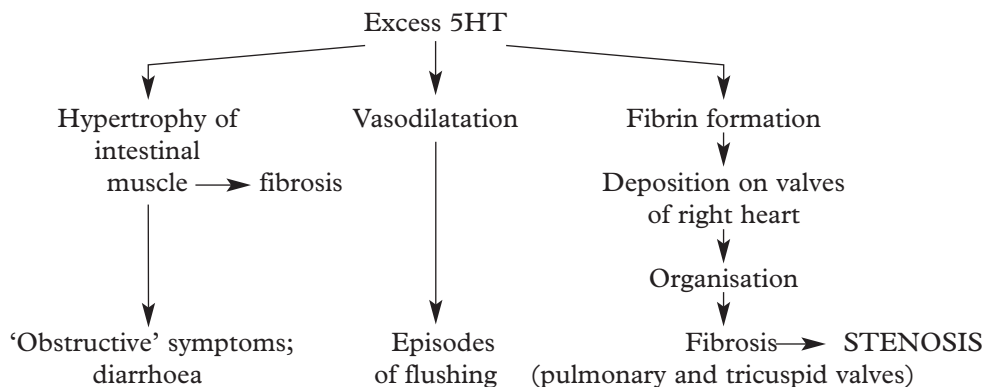 Excess 5HT
Hypertrophy of
intestinal
muscle fibrosis
Vasodilatation
Fibrin formation
Deposition on valves
of right heart
Organisation
‘Obstructive’ symptoms;
diarrhoea
Episodes
of flushing
Fibrosis STENOSIS
(pulmonary and tricuspid valves)